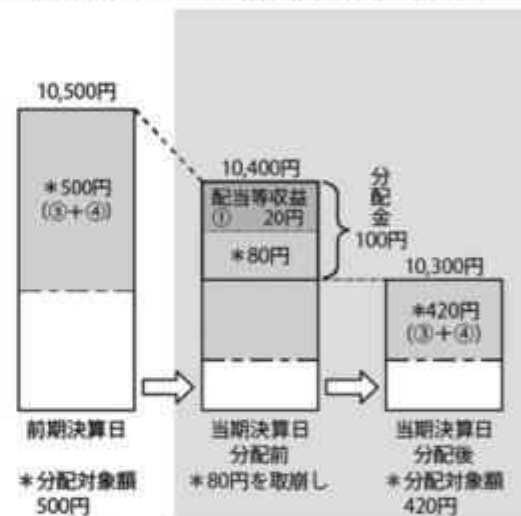 10,500円
*500円
(③+④)
前期決算日
*分配対象額
500円
10,400円
配当等収益
① 20円
*80円
分配金
100円
当期決算日
分配前
*80円を取崩し
10,300円
*420円
(③+④)
当期決算日
分配後
*分配対象額
420円